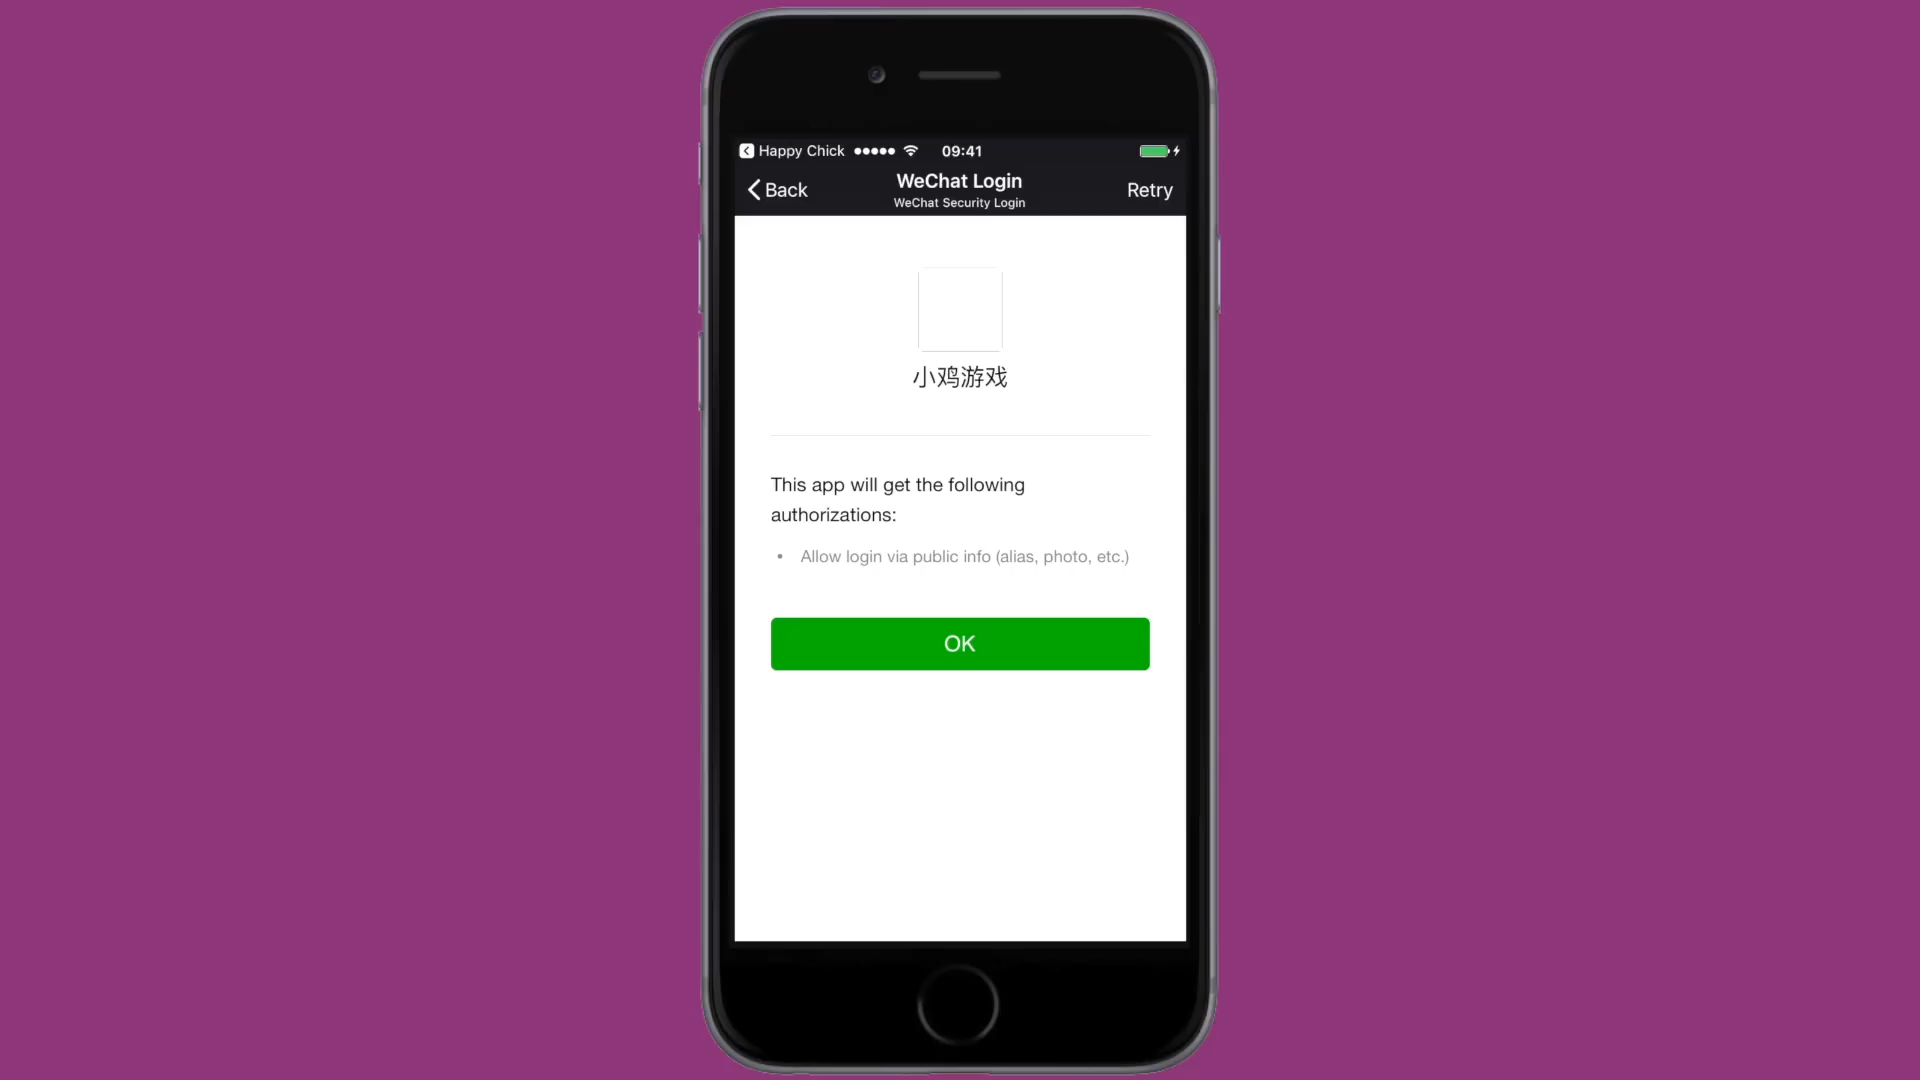 Happy Chick 09:41
Back
WeChat Login
Retry
WeChat Security Login
小鸡游戏
This app will get the following
authorizations:
• Allow login via public info (alias, photo, etc.)
OK